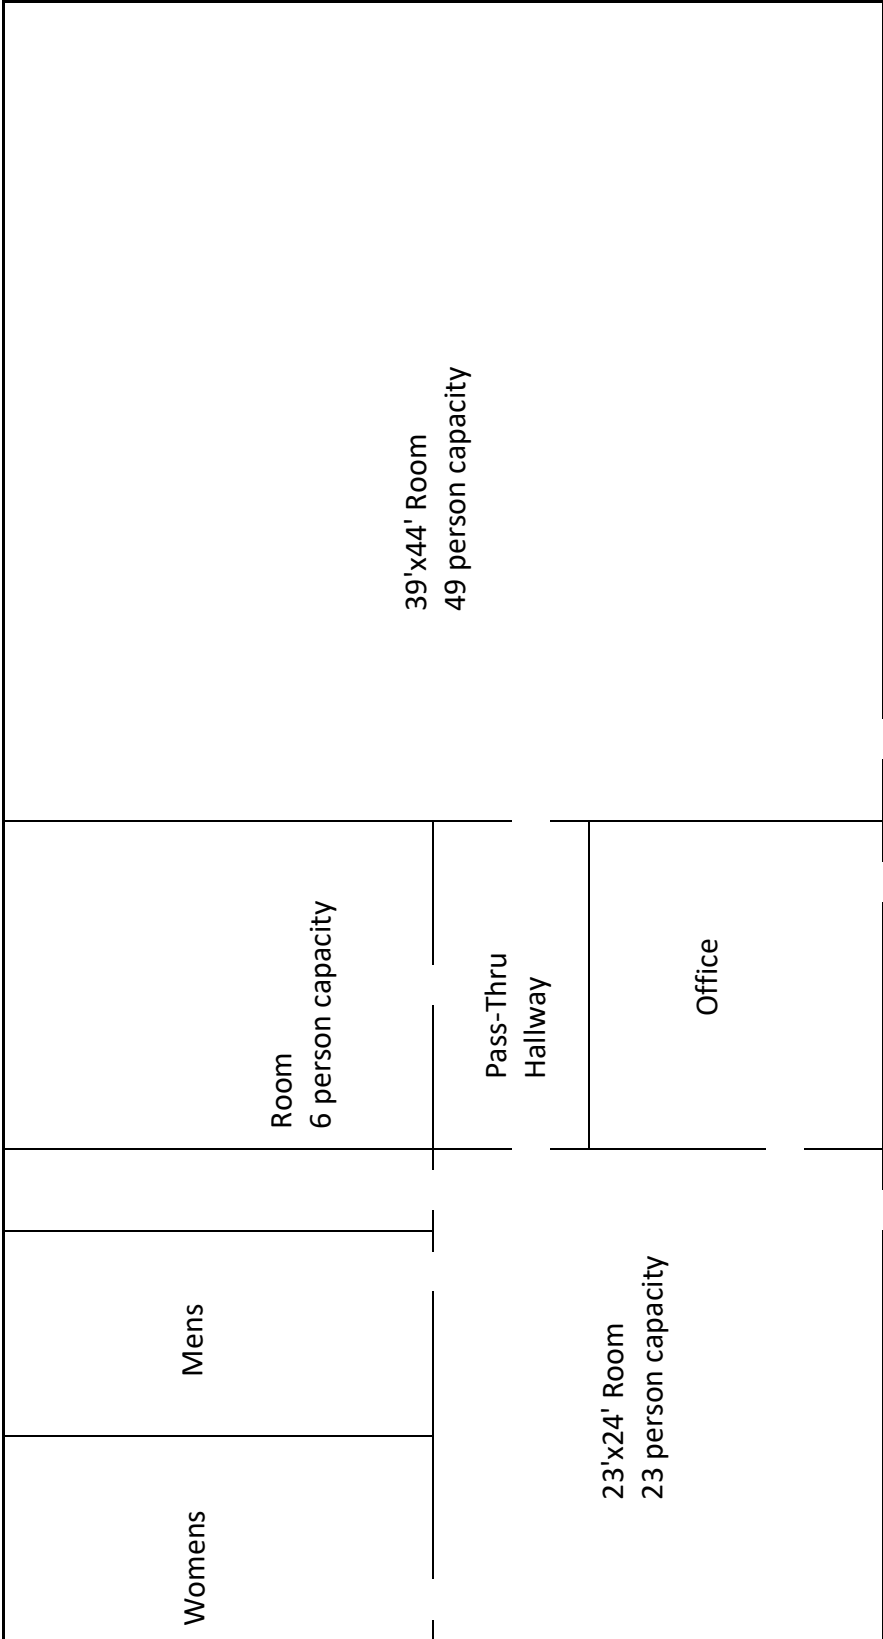 39'x44' Room
49 person capacity
Room
6 person capacity
Pass-Thru
Hallway
Office
Mens
Womens
23'x24' Room
23 person capacity